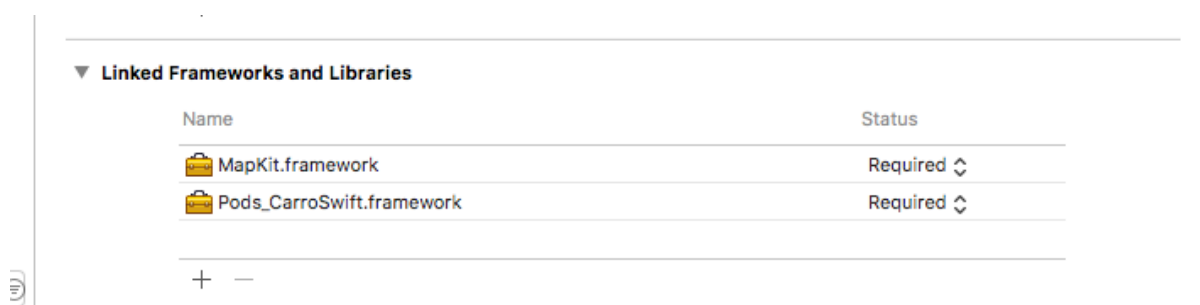 Linked Frameworks and Libraries
Name Status
MapKit.framework Required
Pods_CarroSwift.framework Required